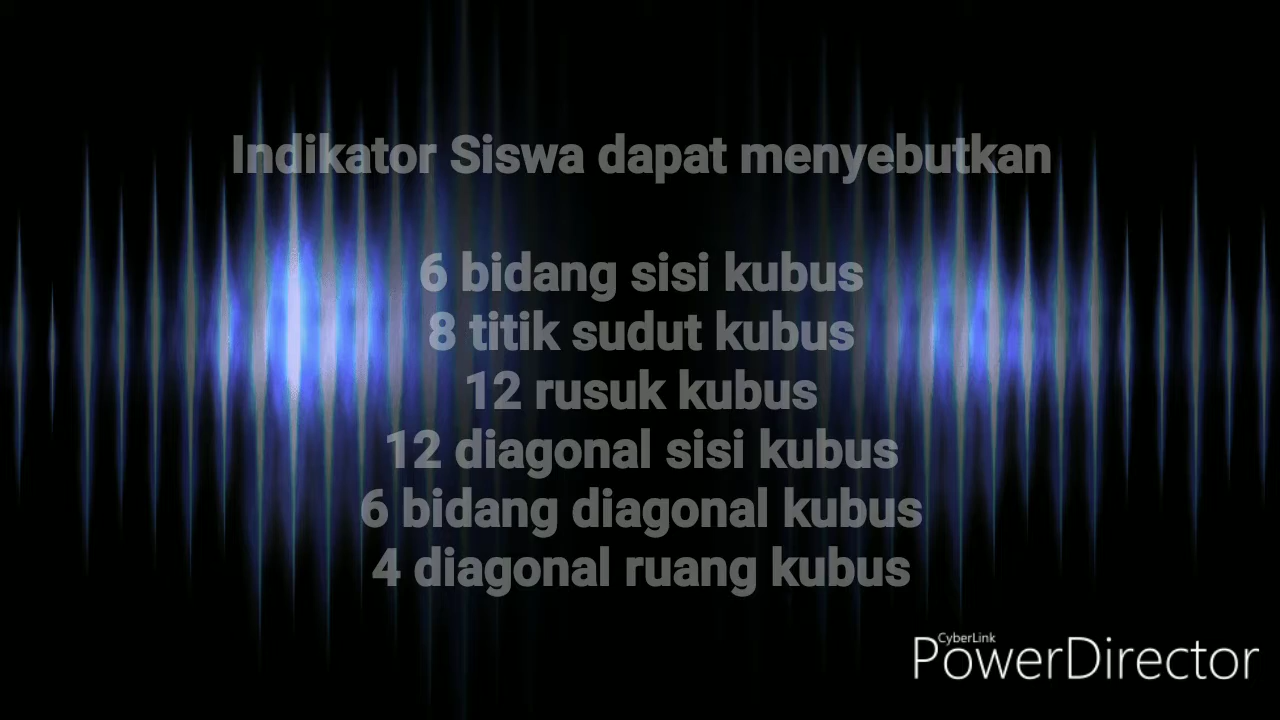 Indikator Siswa dapat menyebutkan
6 bidang sisi kubus
8 titik sudut kubus
12 rusuk kubus
12 diagonal sisi kubus
6 bidang diagonal kubus
4 diagonal ruang kubus
CyberLink
PowerDirector